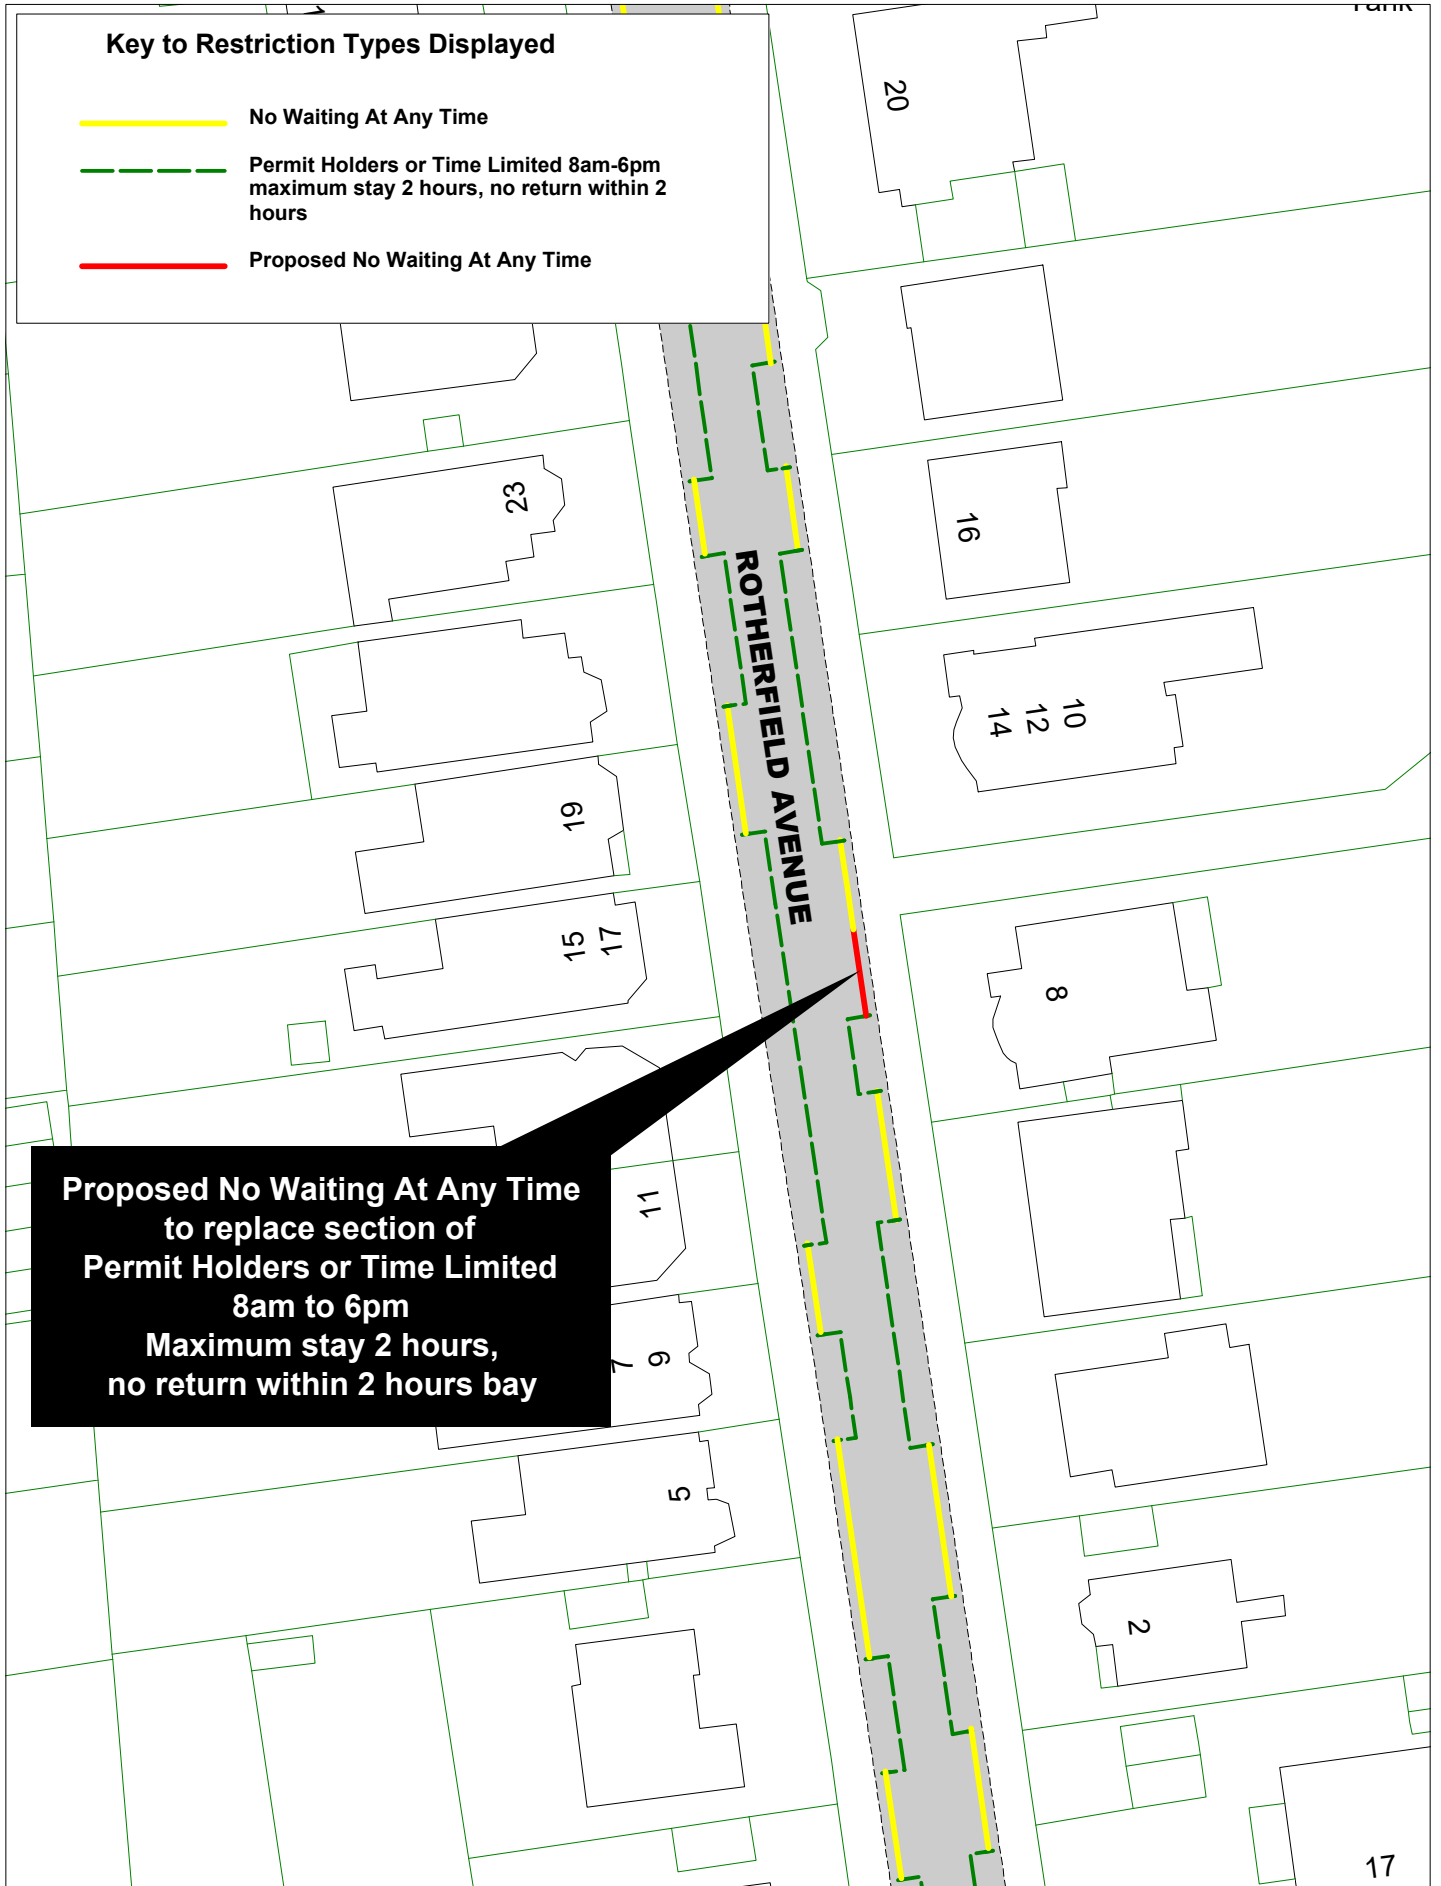 Key to Restriction Types Displayed
No Waiting At Any Time
Permit Holders or Time Limited 8am-6pm
maximum stay 2 hours, no return within 2
hours
Proposed No Waiting At Any Time
20
23
16
ROTHERFIELD AVENUE
14
12
10
19
15
17
8
11
Proposed No Waiting At Any Time
to replace section of
Permit Holders or Time Limited
8am to 6pm
Maximum stay 2 hours,
no return within 2 hours bay
7
9
5
2
17